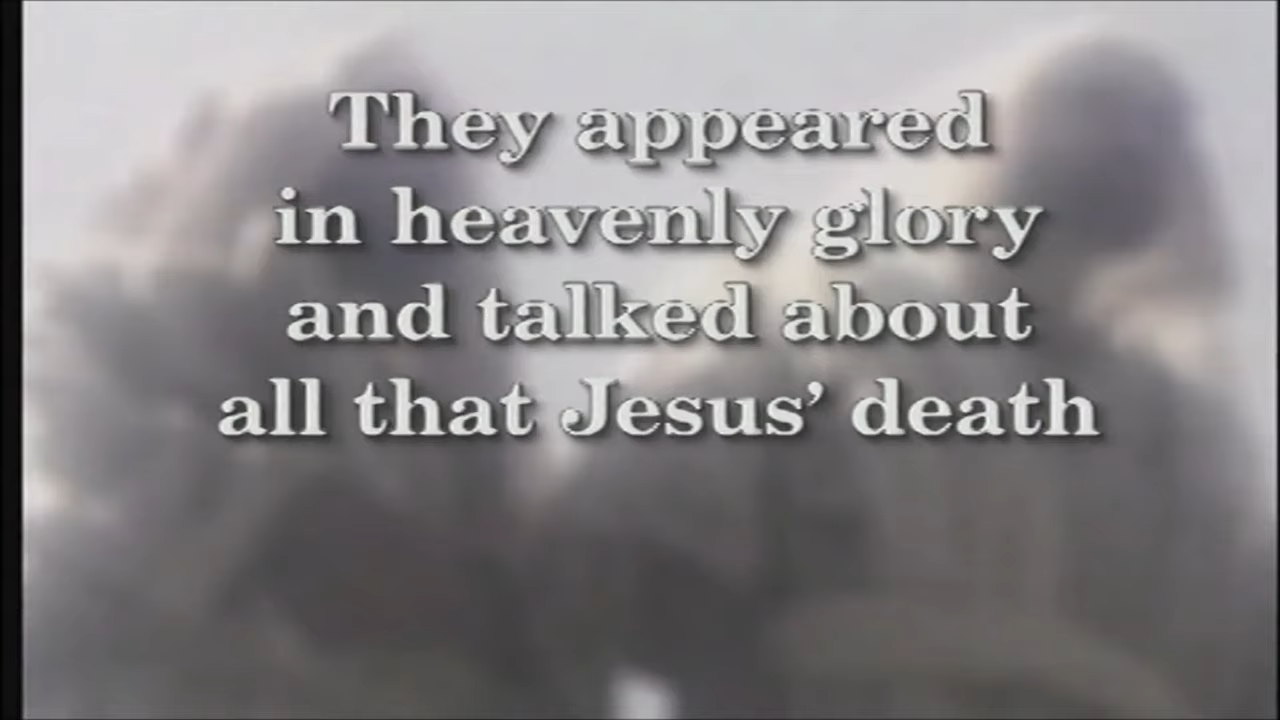 They appeared
in heavenly glory
and talked about
all that Jesus’ death